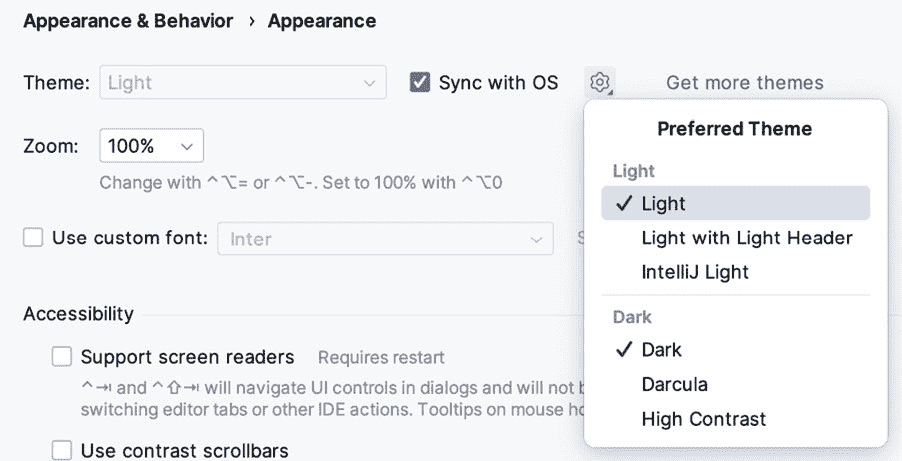 Appearance & Behavior › Appearance
Theme: Light Sync with OS Get more themes
Preferred Theme
Zoom: 100%
Change with ^⌥= or ^⌥-. Set to 100% with ^⌥0
Light
Light
Use custom font: Inter
Light with Light Header
IntelliJ Light
Accessibility
Dark
Support screen readers Requires restart
Dark
^⇥ and ^⇧⇥ will navigate UI controls in dialogs and will not
Darcula
switching editor tabs or other IDE actions. Tooltips on mouse
High Contrast
Use contrast scrollbars